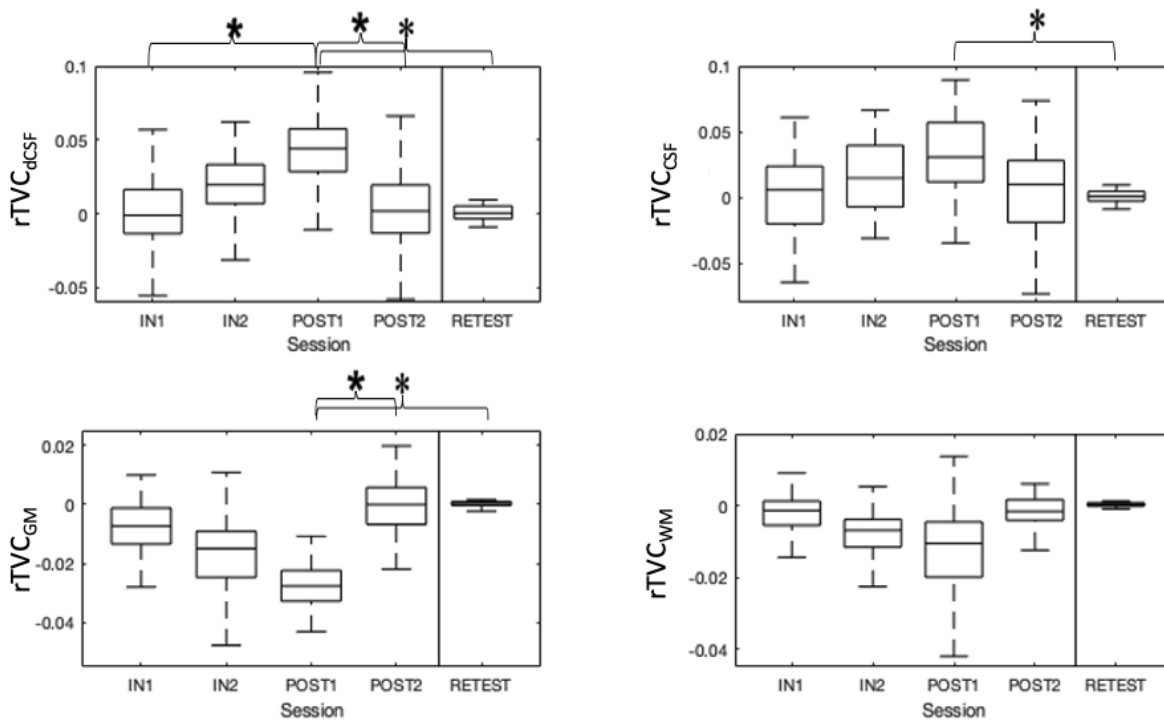 * * *
0.1
0.05
0
-0.05
rTVCdCSF
IN1 IN2 POST1 POST2 RETEST
Session
*
0.1
0.05
0
-0.05
rTVCCSF
IN1 IN2 POST1 POST2 RETEST
Session
* *
0.02
0
-0.02
-0.04
rTVCGM
IN1 IN2 POST1 POST2 RETEST
Session
0.02
0
-0.02
-0.04
rTVCWM
IN1 IN2 POST1 POST2 RETEST
Session